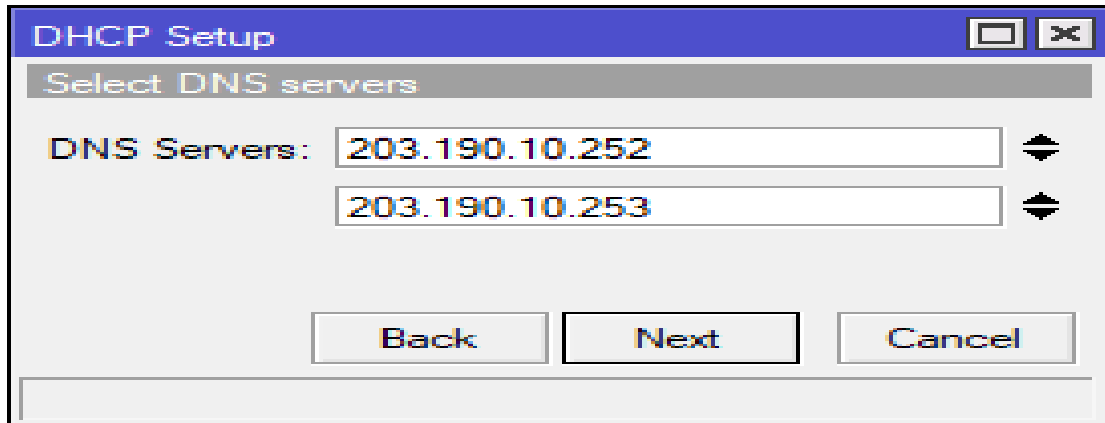 DHCP Setup
Select DNS servers
DNS Servers: 203.190.10.252
203.190.10.253
Back Next Cancel